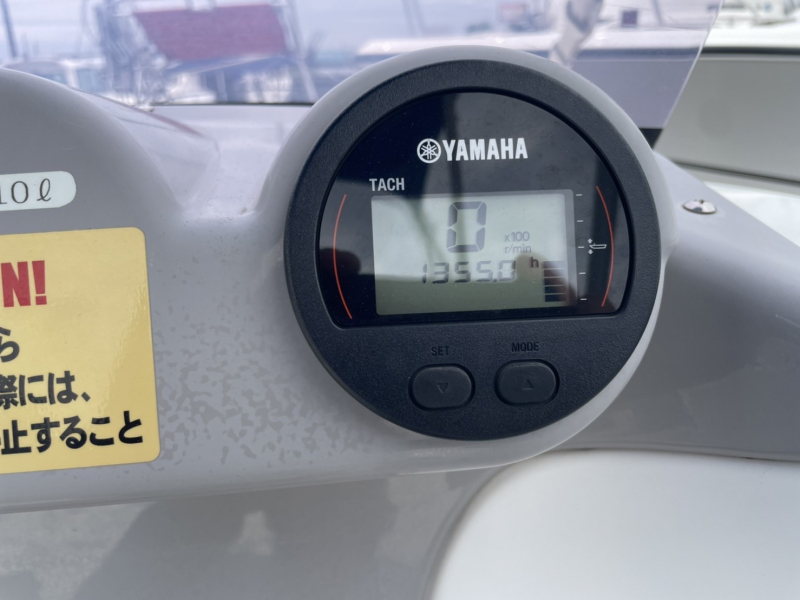 10ℓ
N!
ら
際には、
止すること
YAMAHA
TACH
0
x100
r/min
1355.0 h
SET
MODE